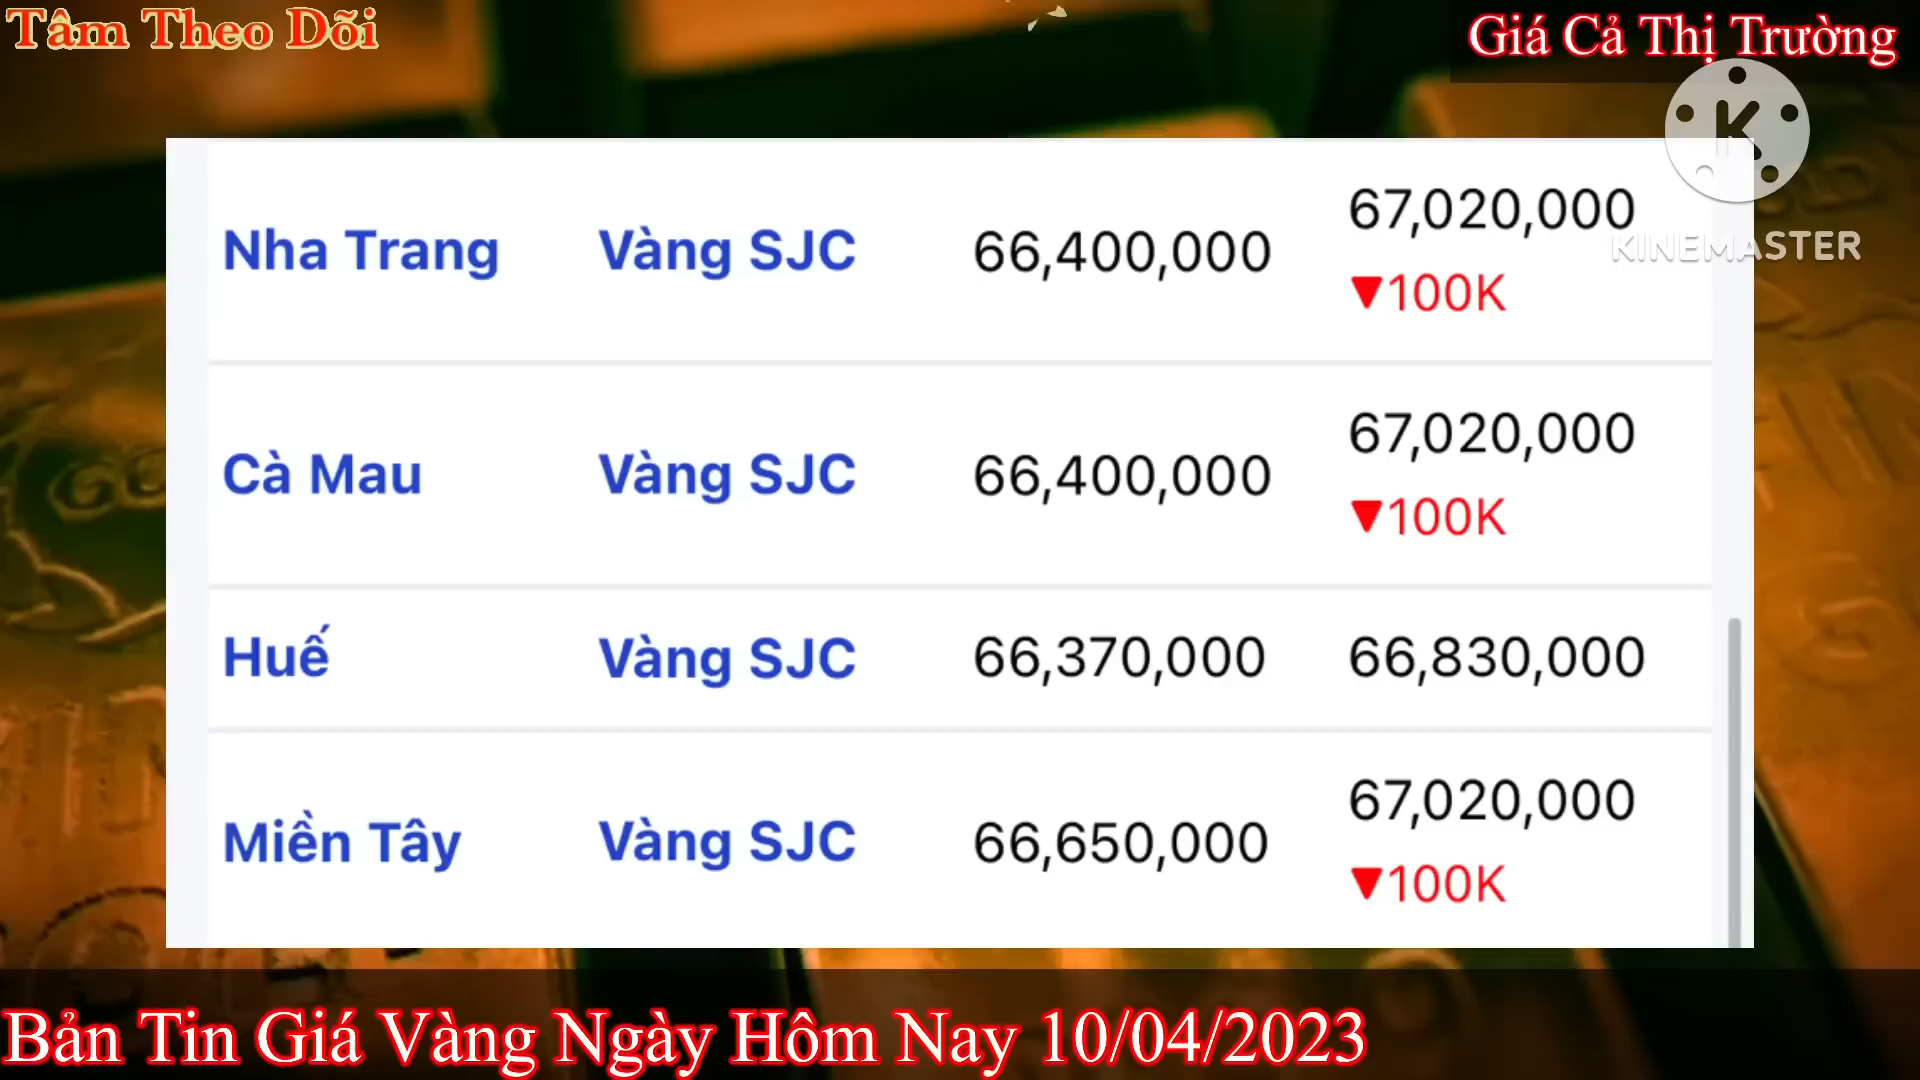 Tâm Theo Dõi
Giá Cả Thị Trường
K
KINEMASTER
Nha Trang Vàng SJC 66,400,000 67,020,000
▼100K
Cà Mau Vàng SJC 66,400,000 67,020,000
▼100K
Huế Vàng SJC 66,370,000 66,830,000
Miền Tây Vàng SJC 66,650,000 67,020,000
▼100K
Bản Tin Giá Vàng Ngày Hôm Nay 10/04/2023